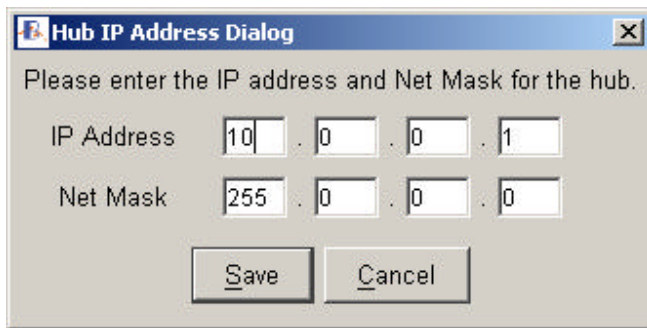 Hub IP Address Dialog
Please enter the IP address and Net Mask for the hub.
IP Address 10 . 0 . 0 . 1
Net Mask 255 . 0 . 0 . 0
Save Cancel